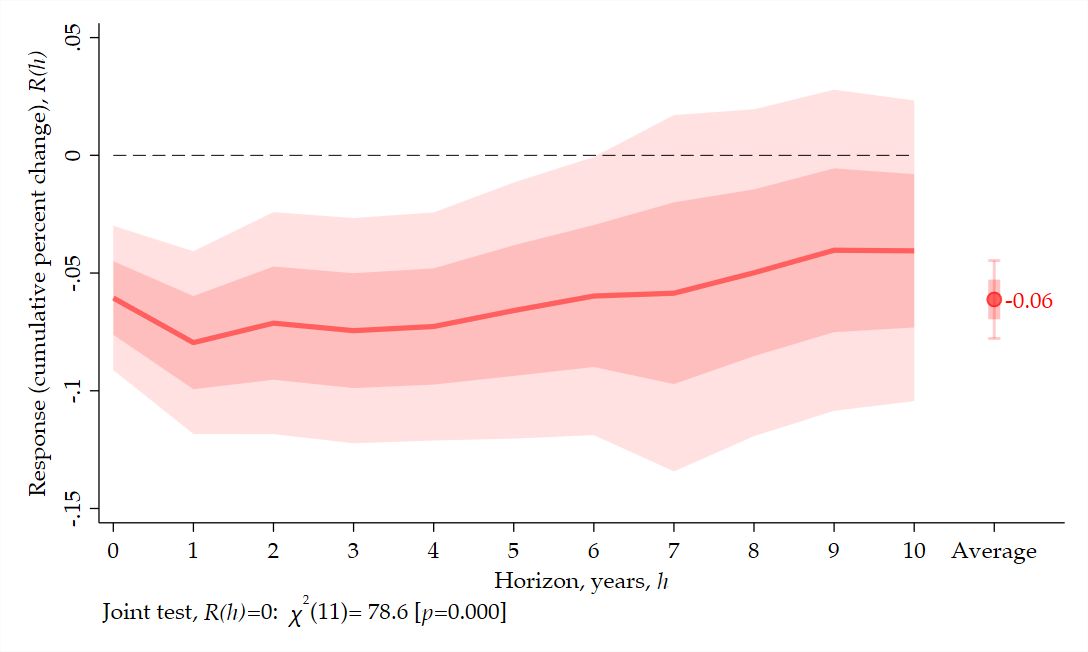 Response (cumulative percent change), R(h)
.05
0
-.05
-.1
-.15
-0.06
0 1 2 3 4 5 6 7 8 9 10 Average
Horizon, years, h
Joint test, R(h)=0: χ²(11)= 78.6 [p=0.000]